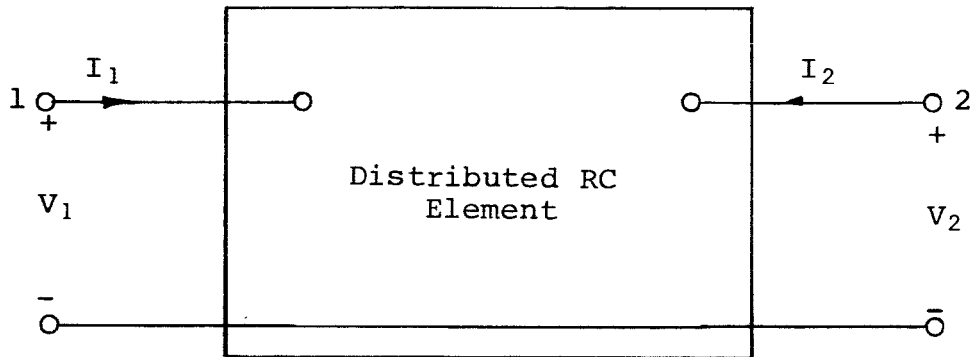 I₁
I₂
1
2
+
+
Distributed RC
Element
V₁
V₂
-
-